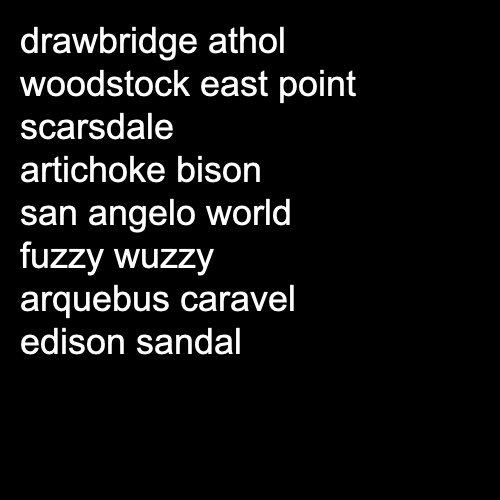 drawbridge athol
woodstock east point
scarsdale
artichoke bison
san angelo world
fuzzy wuzzy
arquebus caravel
edison sandal